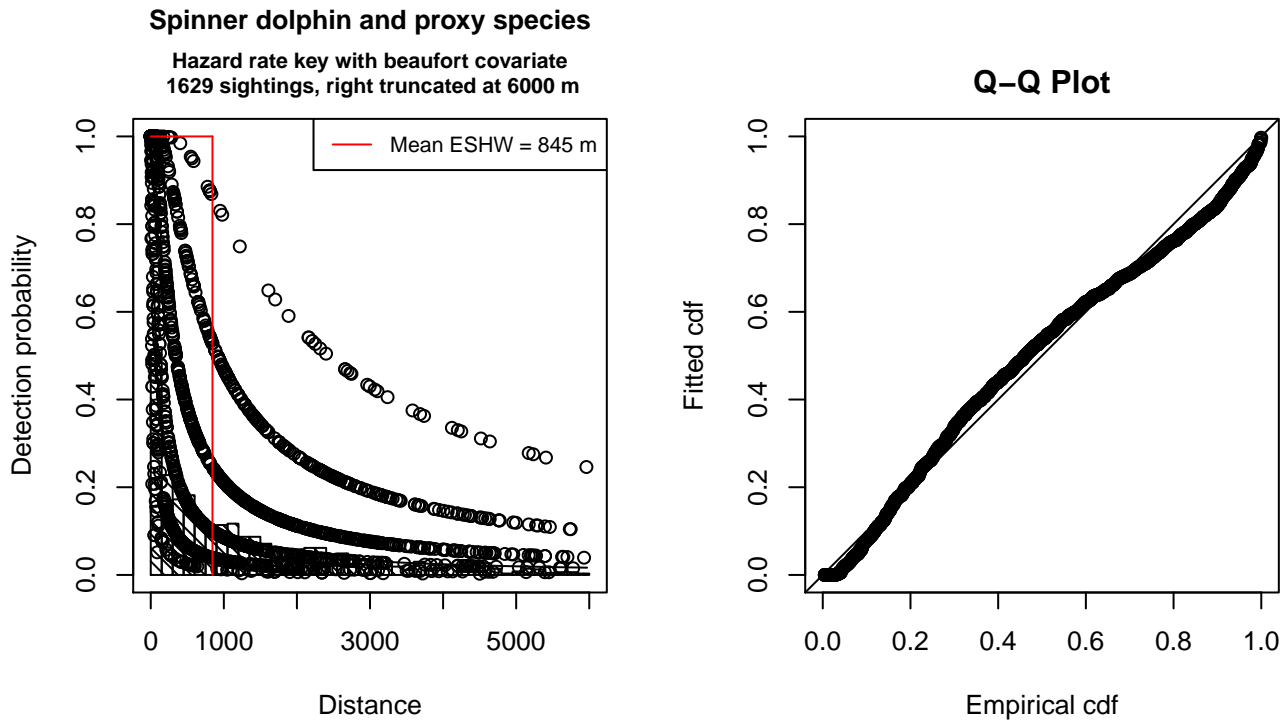 Spinner dolphin and proxy species
Hazard rate key with beaufort covariate
1629 sightings, right truncated at 6000 m
Mean ESHW = 845 m
Detection probability
1.0
0.8
0.6
0.4
0.2
0.0
0 1000 3000 5000
Distance
Q−Q Plot
Fitted cdf
1.0
0.8
0.6
0.4
0.2
0.0
0.0 0.2 0.4 0.6 0.8 1.0
Empirical cdf